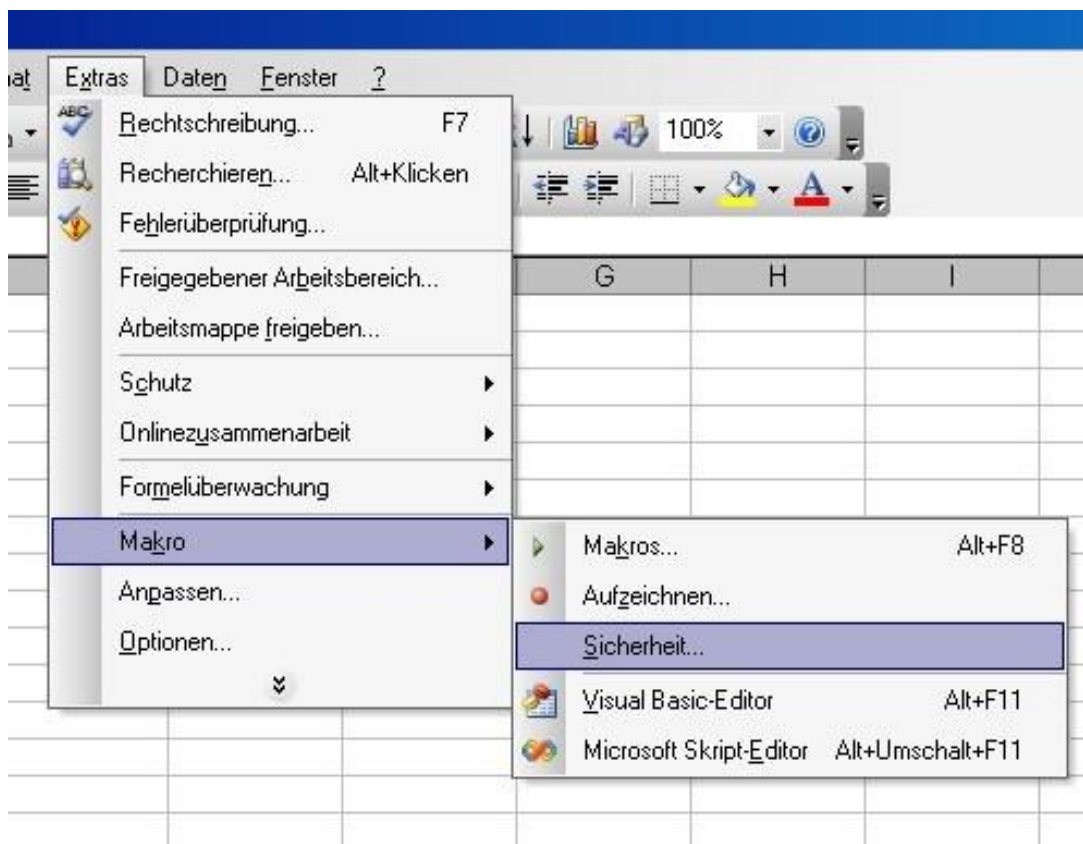 at Extras Daten Fenster ?
Rechtschreibung... F7
100%
Recherchieren... Alt+Klicken
A
Fehlerüberprüfung...
Freigegebener Arbeitsbereich...
G H I
Arbeitsmappe freigeben...
Schutz
Onlinezusammenarbeit
Formelüberwachung
Makro
Anpassen...
Optionen...
Makros... Alt+F8
Aufzeichnen...
Sicherheit...
Visual Basic-Editor Alt+F11
Microsoft Skript-Editor Alt+Umschalt+F11